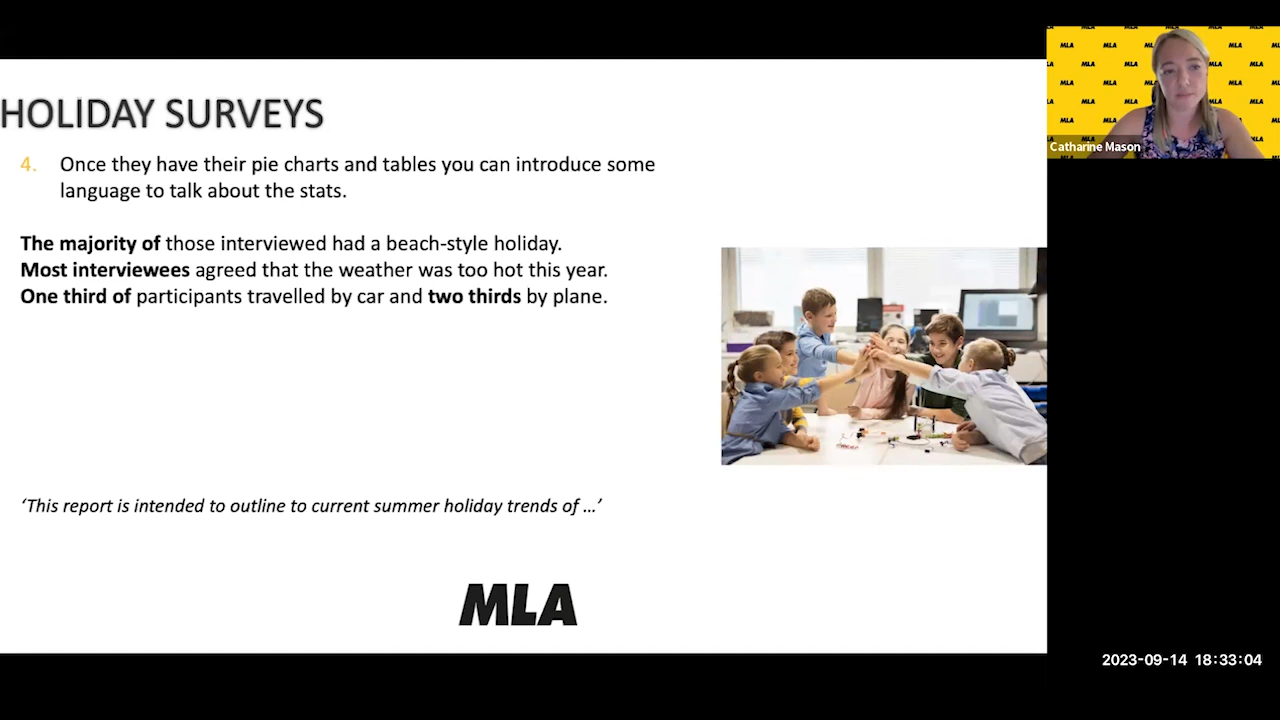 HOLIDAY SURVEYS
4. Once they have their pie charts and tables you can introduce some
language to talk about the stats.
The majority of those interviewed had a beach-style holiday.
Most interviewees agreed that the weather was too hot this year.
One third of participants travelled by car and two thirds by plane.
‘This report is intended to outline to current summer holiday trends of …’
MLA
Catharine Mason
2023-09-14 18:33:04